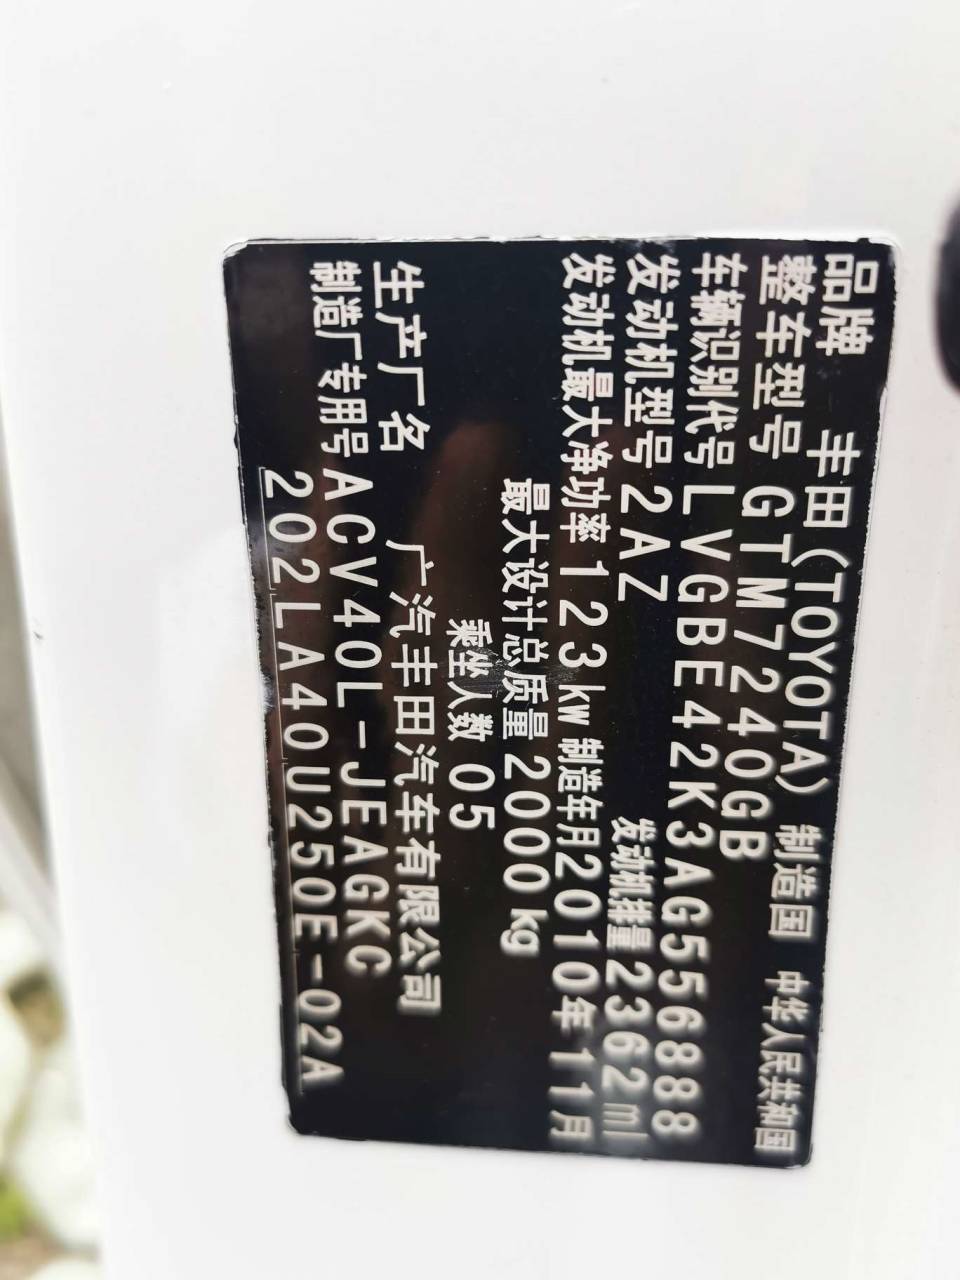 品牌 丰田(TOYOTA) 制造国 中华人民共和国
整车型号 GTM7240GB
车辆识别代号 LVGBE42K3AG556888
发动机型号 2AZ 发动机排量 2362ml
发动机最大净功率 123kw 制造年月 2010年11月
最大设计总质量 2000kg
乘坐人数 05
生产厂名 广汽丰田汽车有限公司
制造厂专用号 ACV40L-JEAGKC
202LA40U250E-02A